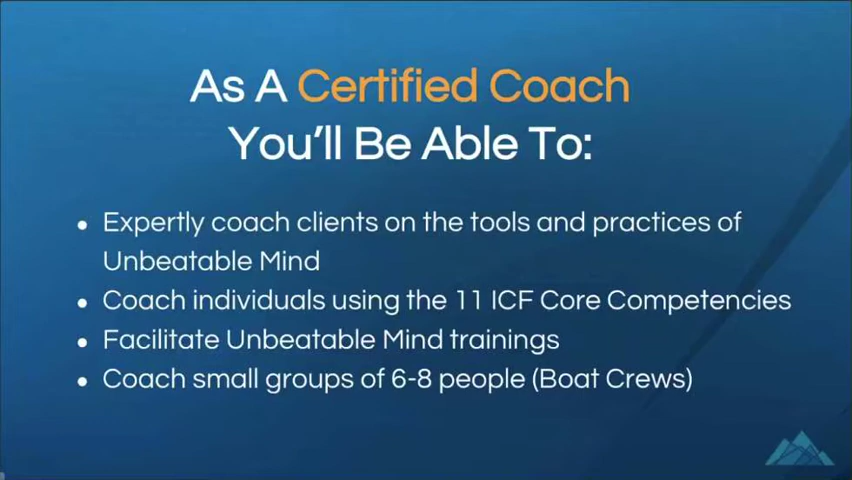 As A Certified Coach
You’ll Be Able To:
• Expertly coach clients on the tools and practices of
Unbeatable Mind
• Coach individuals using the 11 ICF Core Competencies
• Facilitate Unbeatable Mind trainings
• Coach small groups of 6-8 people (Boat Crews)